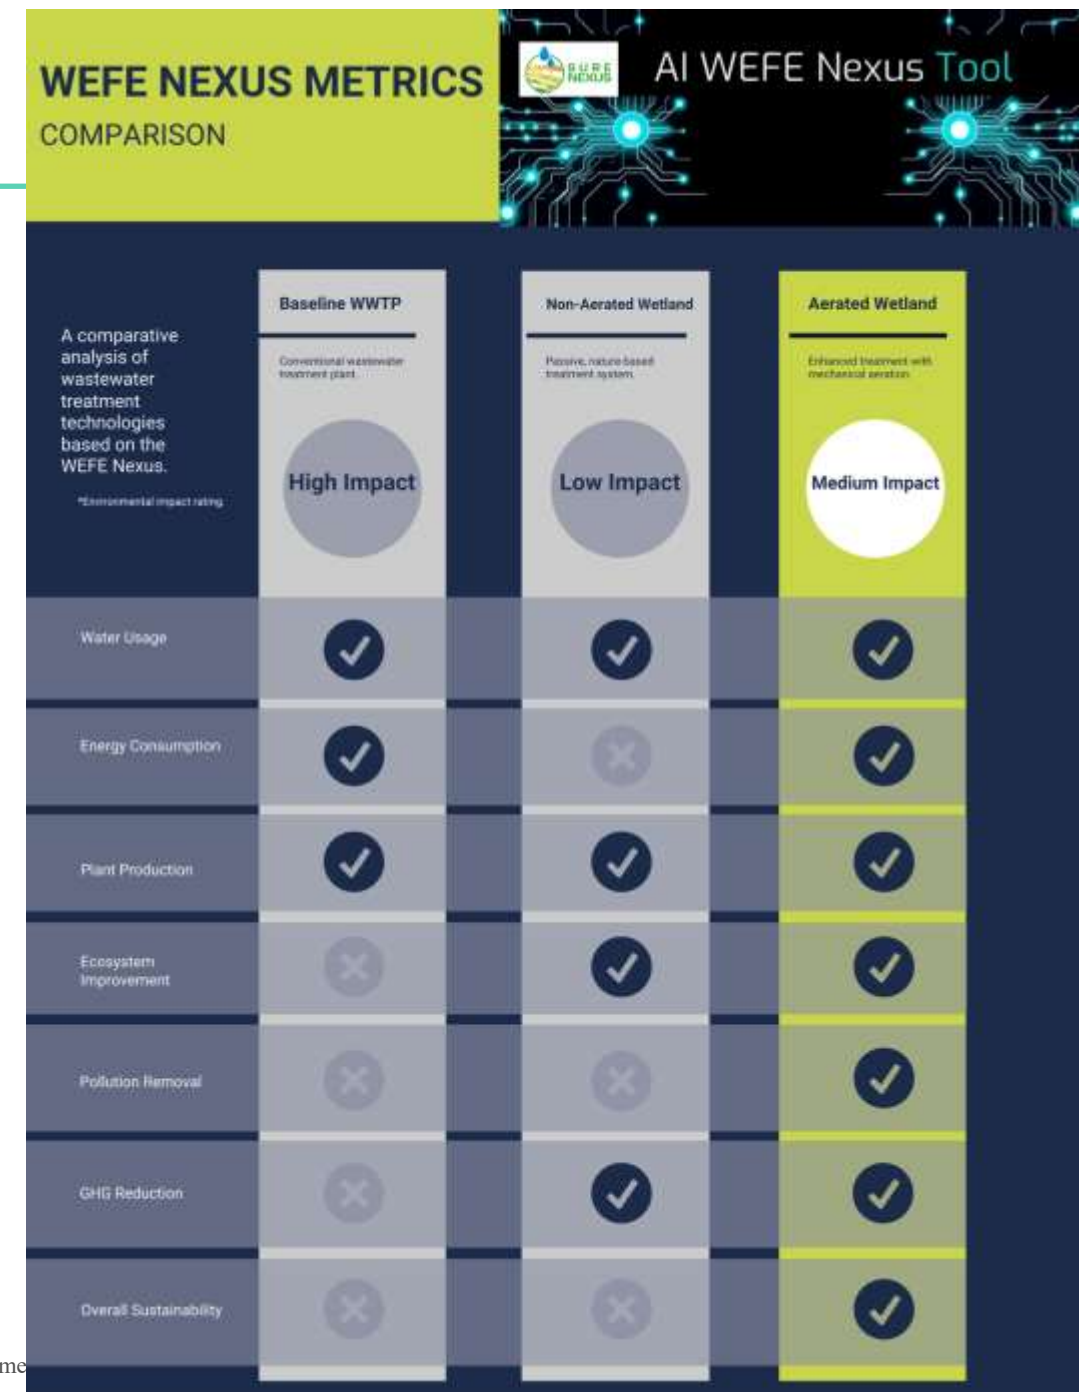 WEFE NEXUS METRICS
COMPARISON
SURE
NEXUS
AI WEFE Nexus Tool
A comparative
analysis of
wastewater
treatment
technologies
based on the
WEFE Nexus.
*Environmental impact rating.
Baseline WWTP
Conventional wastewater
treatment plant.
High Impact
Non-Aerated Wetland
Passive, nature-based
treatment system.
Low Impact
Aerated Wetland
Enhanced treatment with
mechanical aeration.
Medium Impact
Water Usage
Energy Consumption
Plant Production
Ecosystem
Improvement
Pollution Removal
GHG Reduction
Overall Sustainability
me